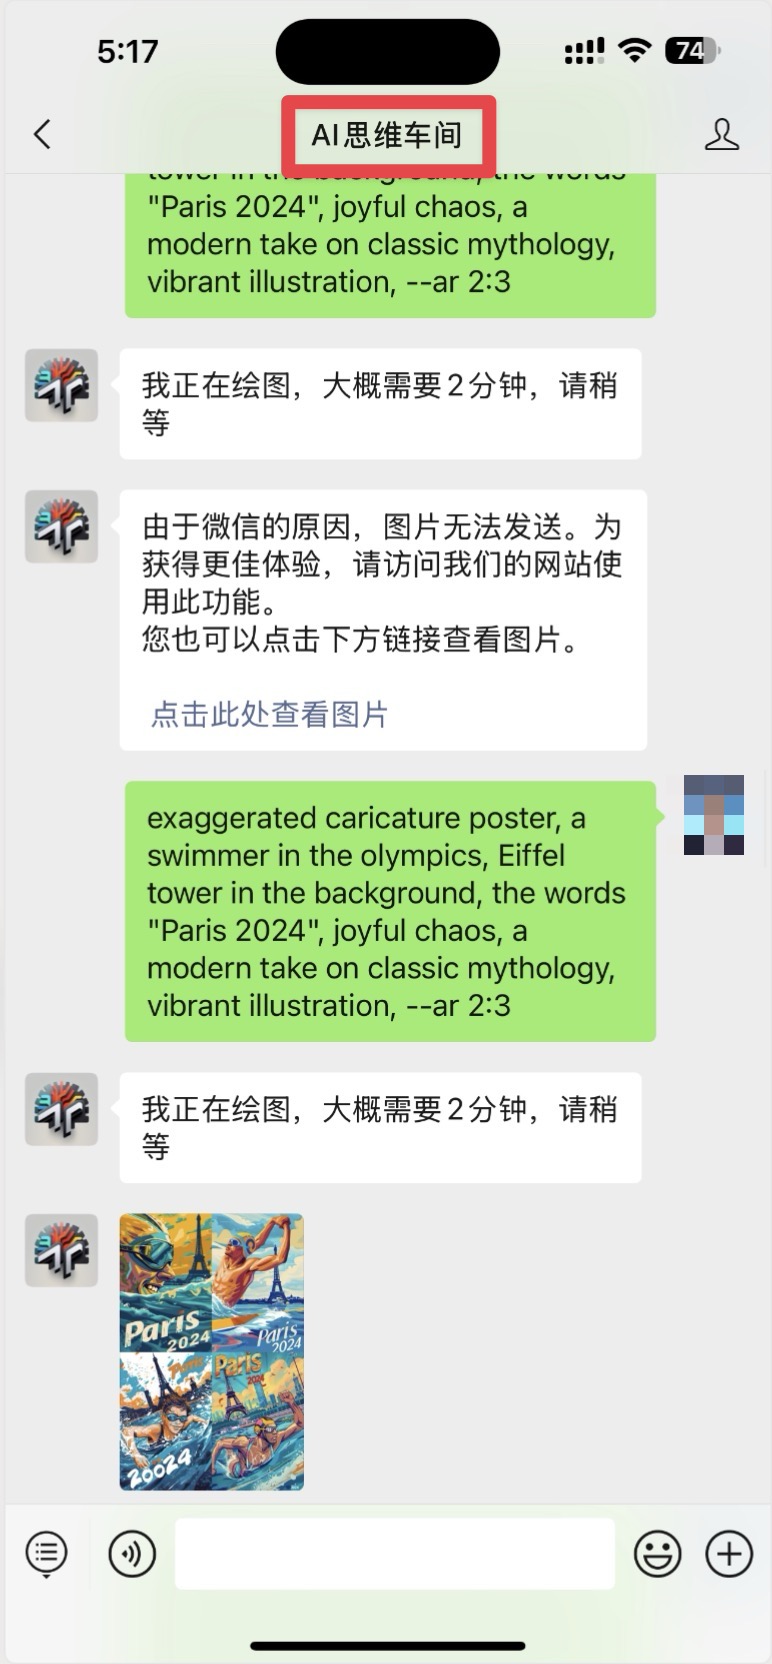 5:17
74
AI思维车间
tower in the background, the words
"Paris 2024", joyful chaos, a
modern take on classic mythology,
vibrant illustration, --ar 2:3
我正在绘图，大概需要2分钟，请稍
等
由于微信的原因，图片无法发送。为
获得更佳体验，请访问我们的网站使
用此功能。
您也可以点击下方链接查看图片。
点击此处查看图片
exaggerated caricature poster, a
swimmer in the olympics, Eiffel
tower in the background, the words
"Paris 2024", joyful chaos, a
modern take on classic mythology,
vibrant illustration, --ar 2:3
我正在绘图，大概需要2分钟，请稍
等
Paris
2024
Paris
2024
Paris
2024
20024